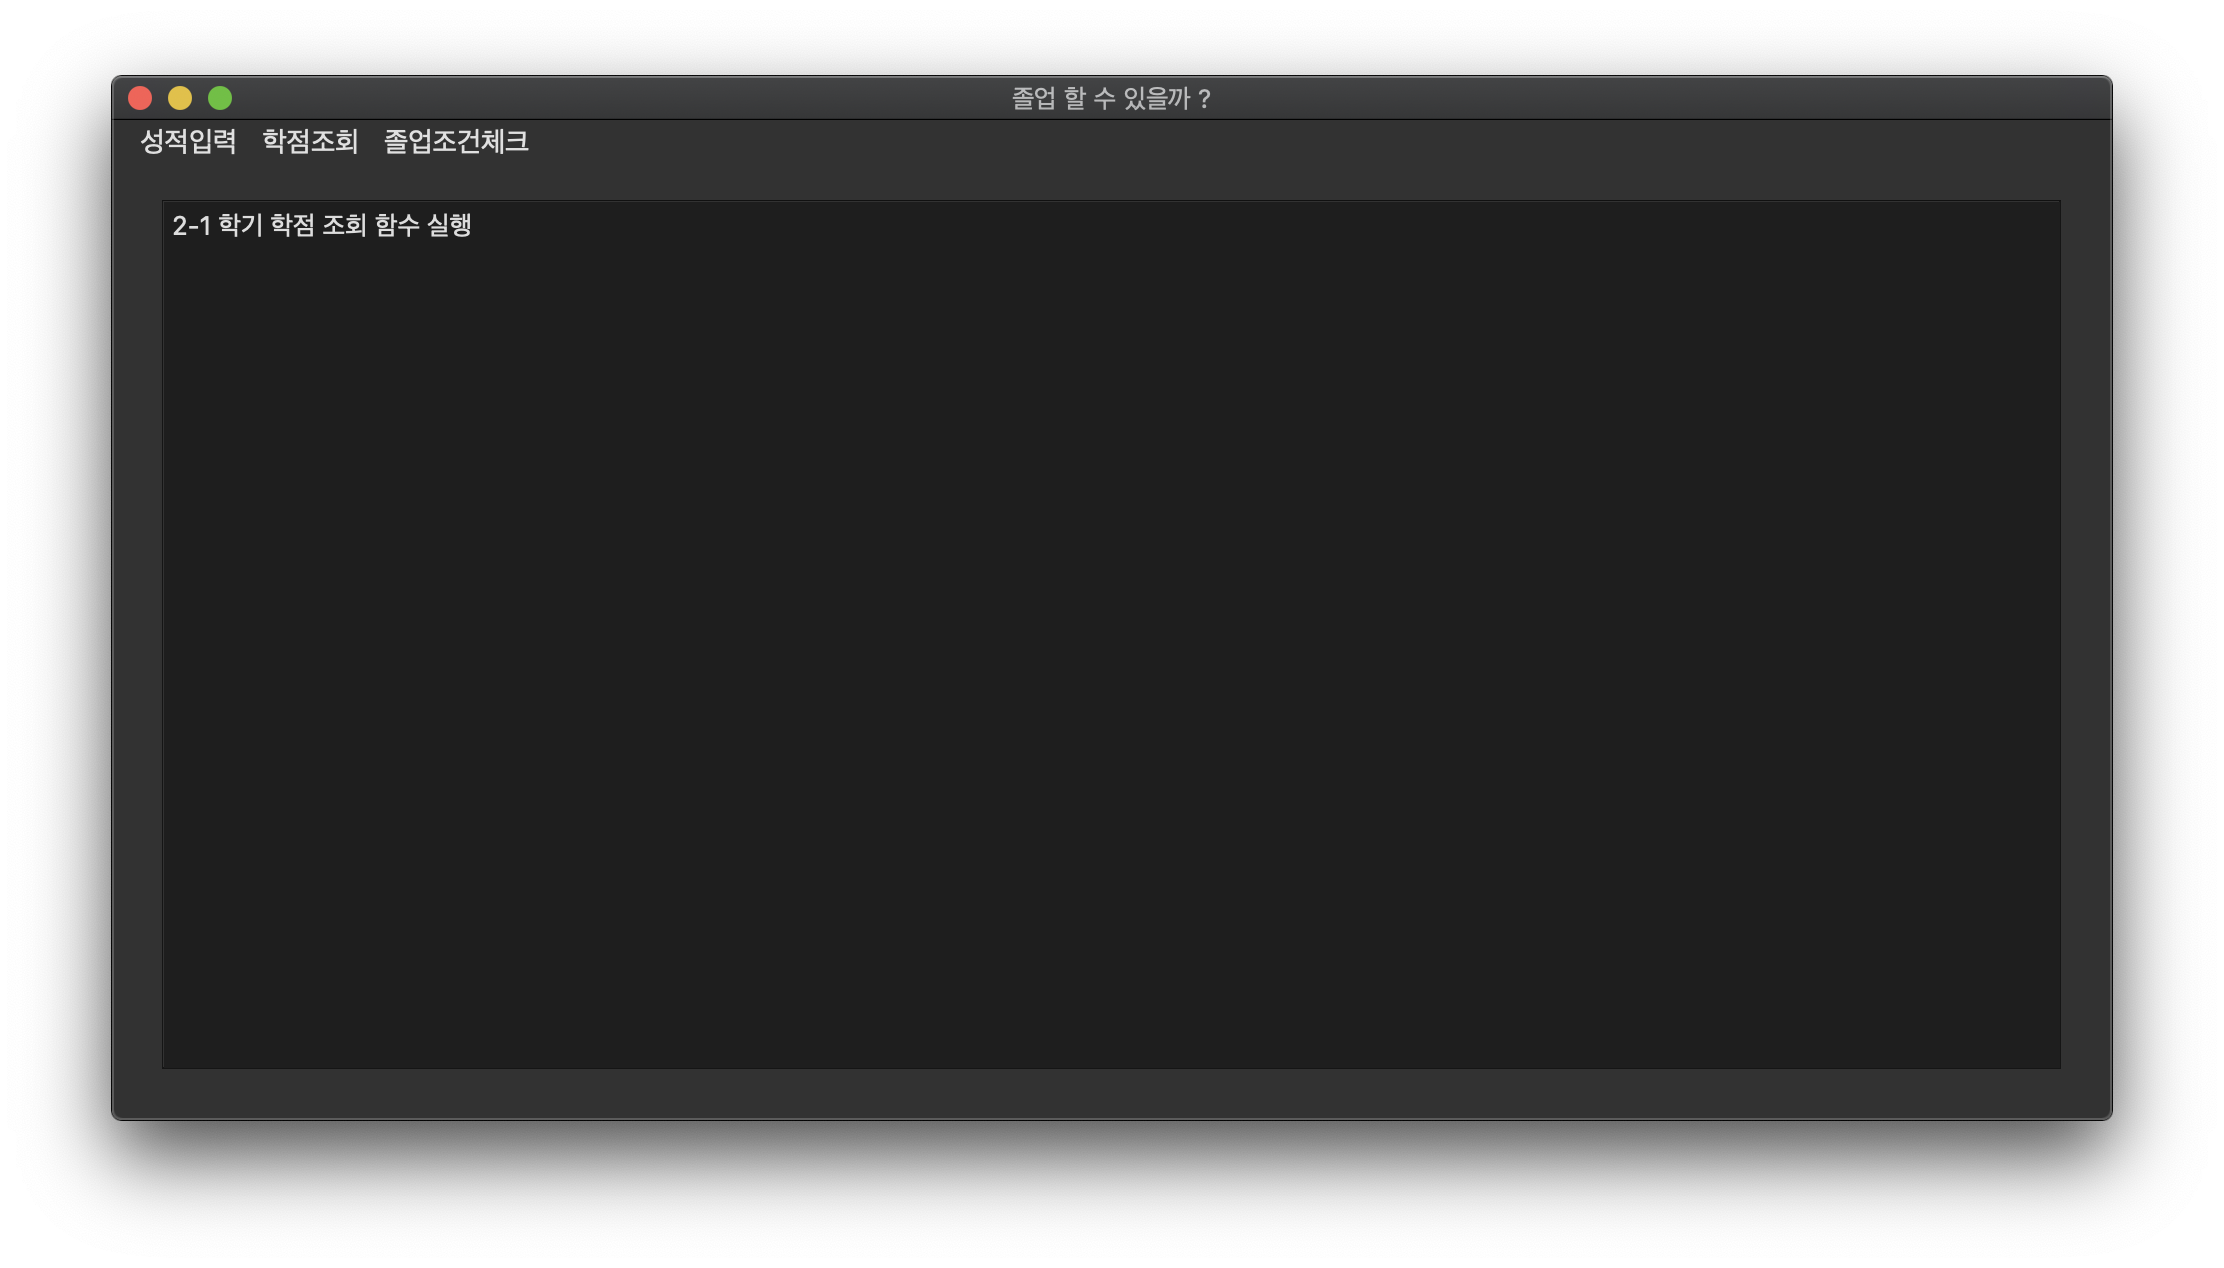 졸업 할 수 있을까 ?
성적입력 학점조회 졸업조건체크
2-1 학기 학점 조회 함수 실행